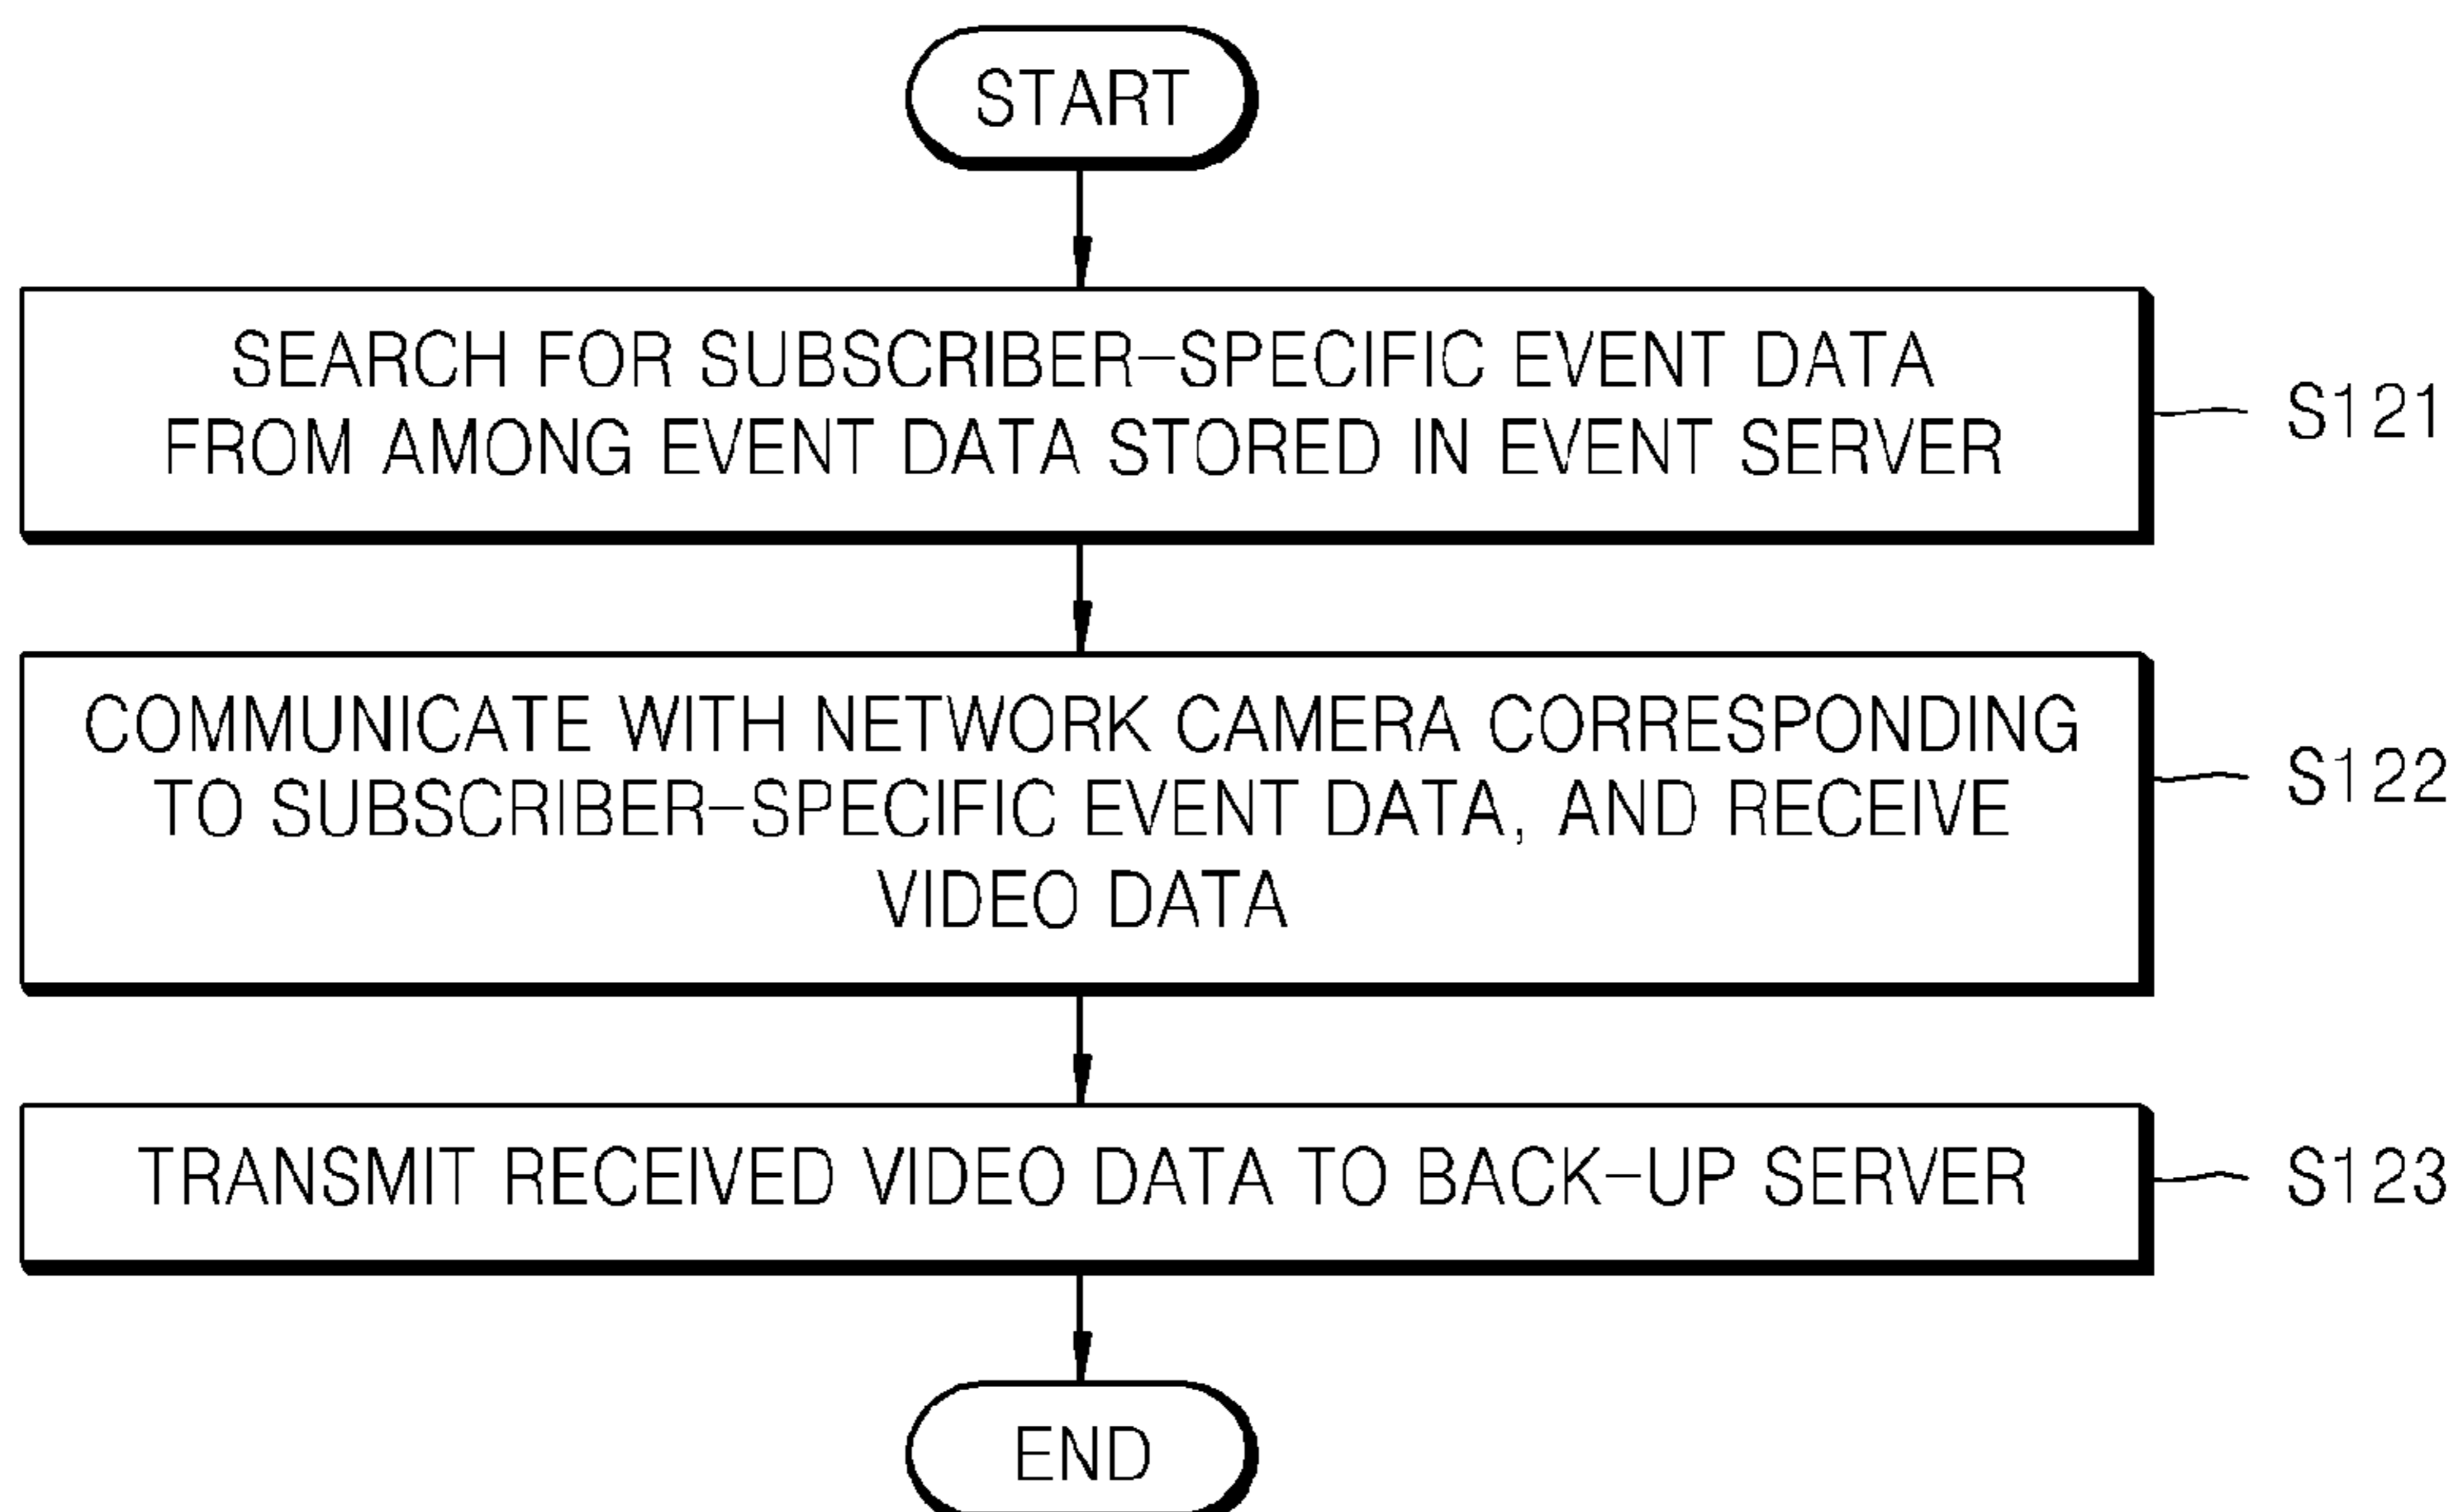 START
SEARCH FOR SUBSCRIBER-SPECIFIC EVENT DATA
FROM AMONG EVENT DATA STORED IN EVENT SERVER
S121
COMMUNICATE WITH NETWORK CAMERA CORRESPONDING
TO SUBSCRIBER-SPECIFIC EVENT DATA, AND RECEIVE
VIDEO DATA
S122
TRANSMIT RECEIVED VIDEO DATA TO BACK-UP SERVER
S123
END